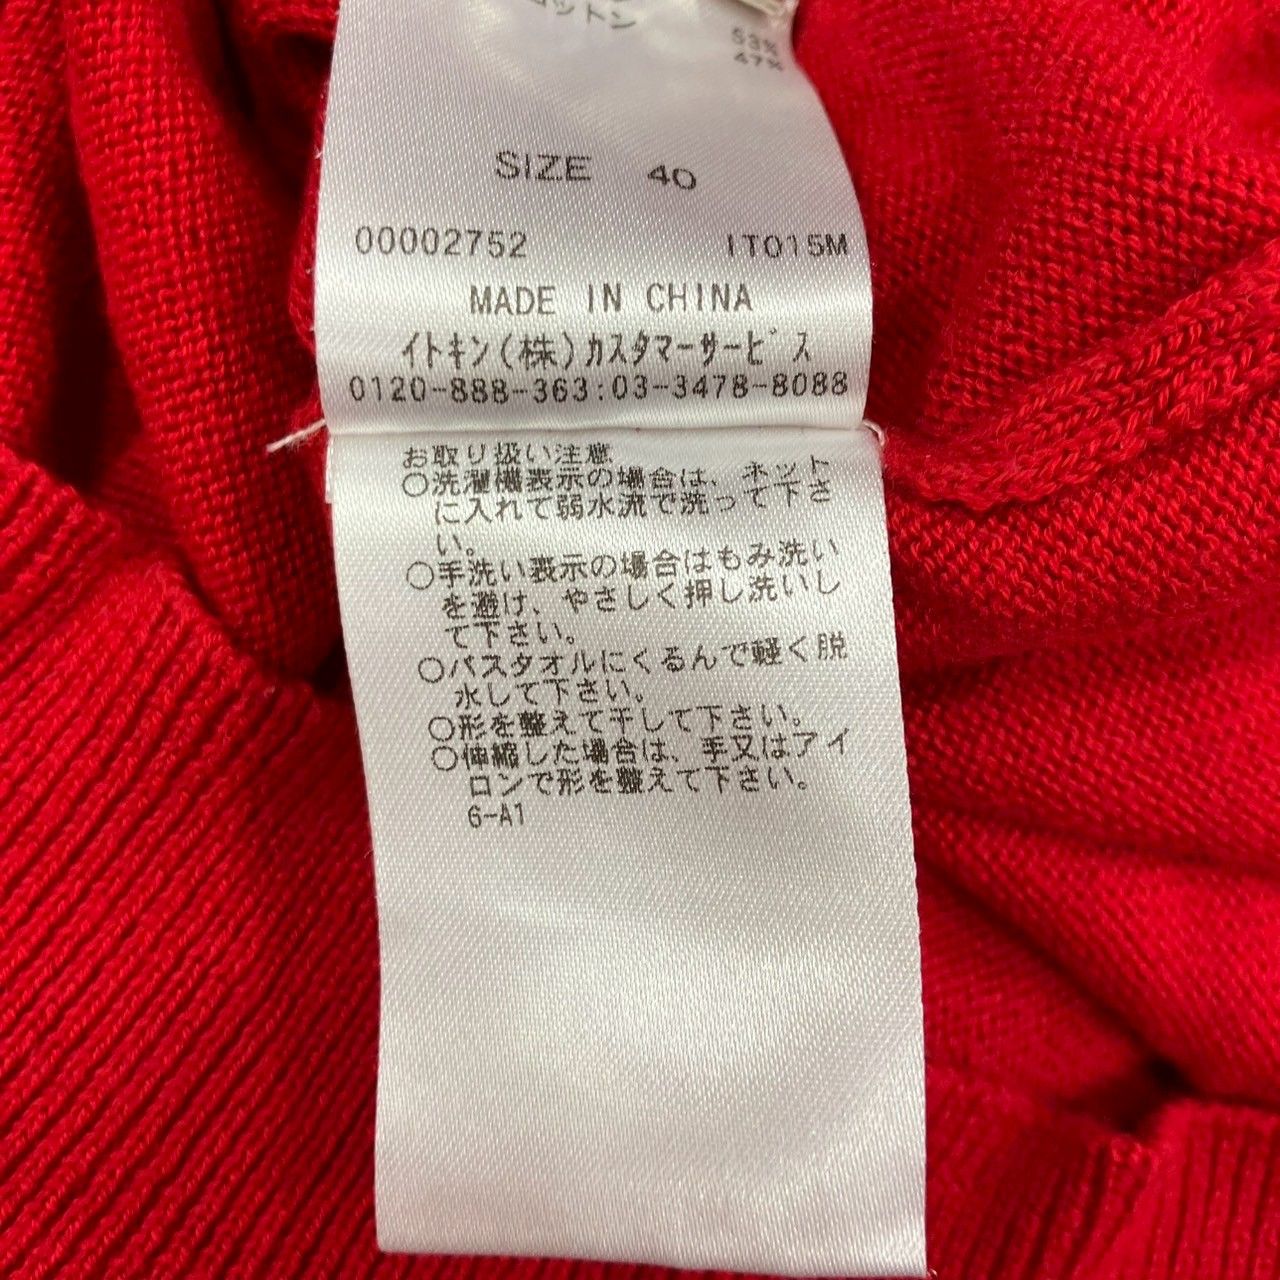 コットン 53%
47%
SIZE 40
00002752 IT015M
MADE IN CHINA
イトキン(株)カスタマーサービス
0120-888-363:03-3478-8088
お取り扱い注意
○洗濯機表示の場合は、ネット
に入れて弱水流で洗って下さ
い。
○手洗い表示の場合はもみ洗い
を避け、やさしく押し洗いし
て下さい。
○バスタオルにくるんで軽く脱
水して下さい。
○形を整えて干して下さい。
○伸縮した場合は、手又はアイ
ロンで形を整えて下さい。
6-A1